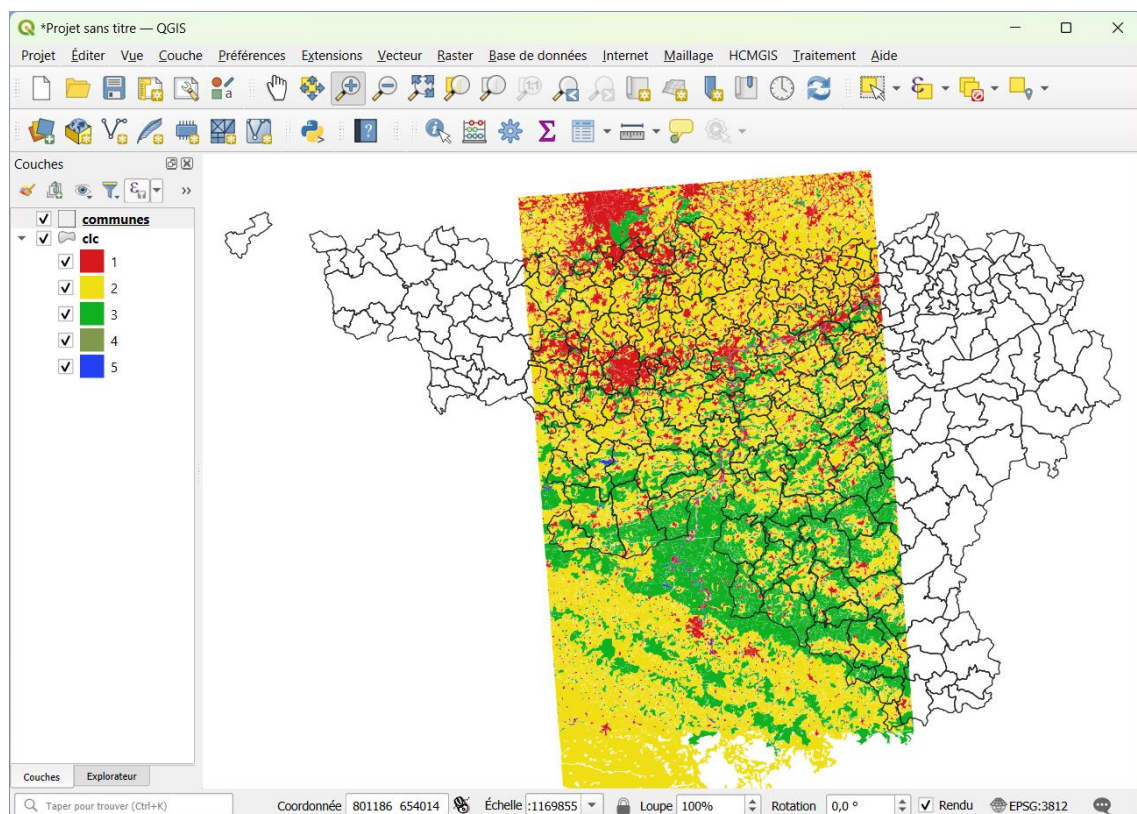 *Projet sans titre — QGIS
Projet Éditer Vue Couche Préférences Extensions Vecteur Raster Base de données Internet Maillage HCMGIS Traitement Aide
Couches
communes
clc
1
2
3
4
5
Couches Explorateur
Taper pour trouver (Ctrl+K) Coordonnée 801186 654014 Échelle :1169855 Loupe 100% Rotation 0,0 ° Rendu EPSG:3812